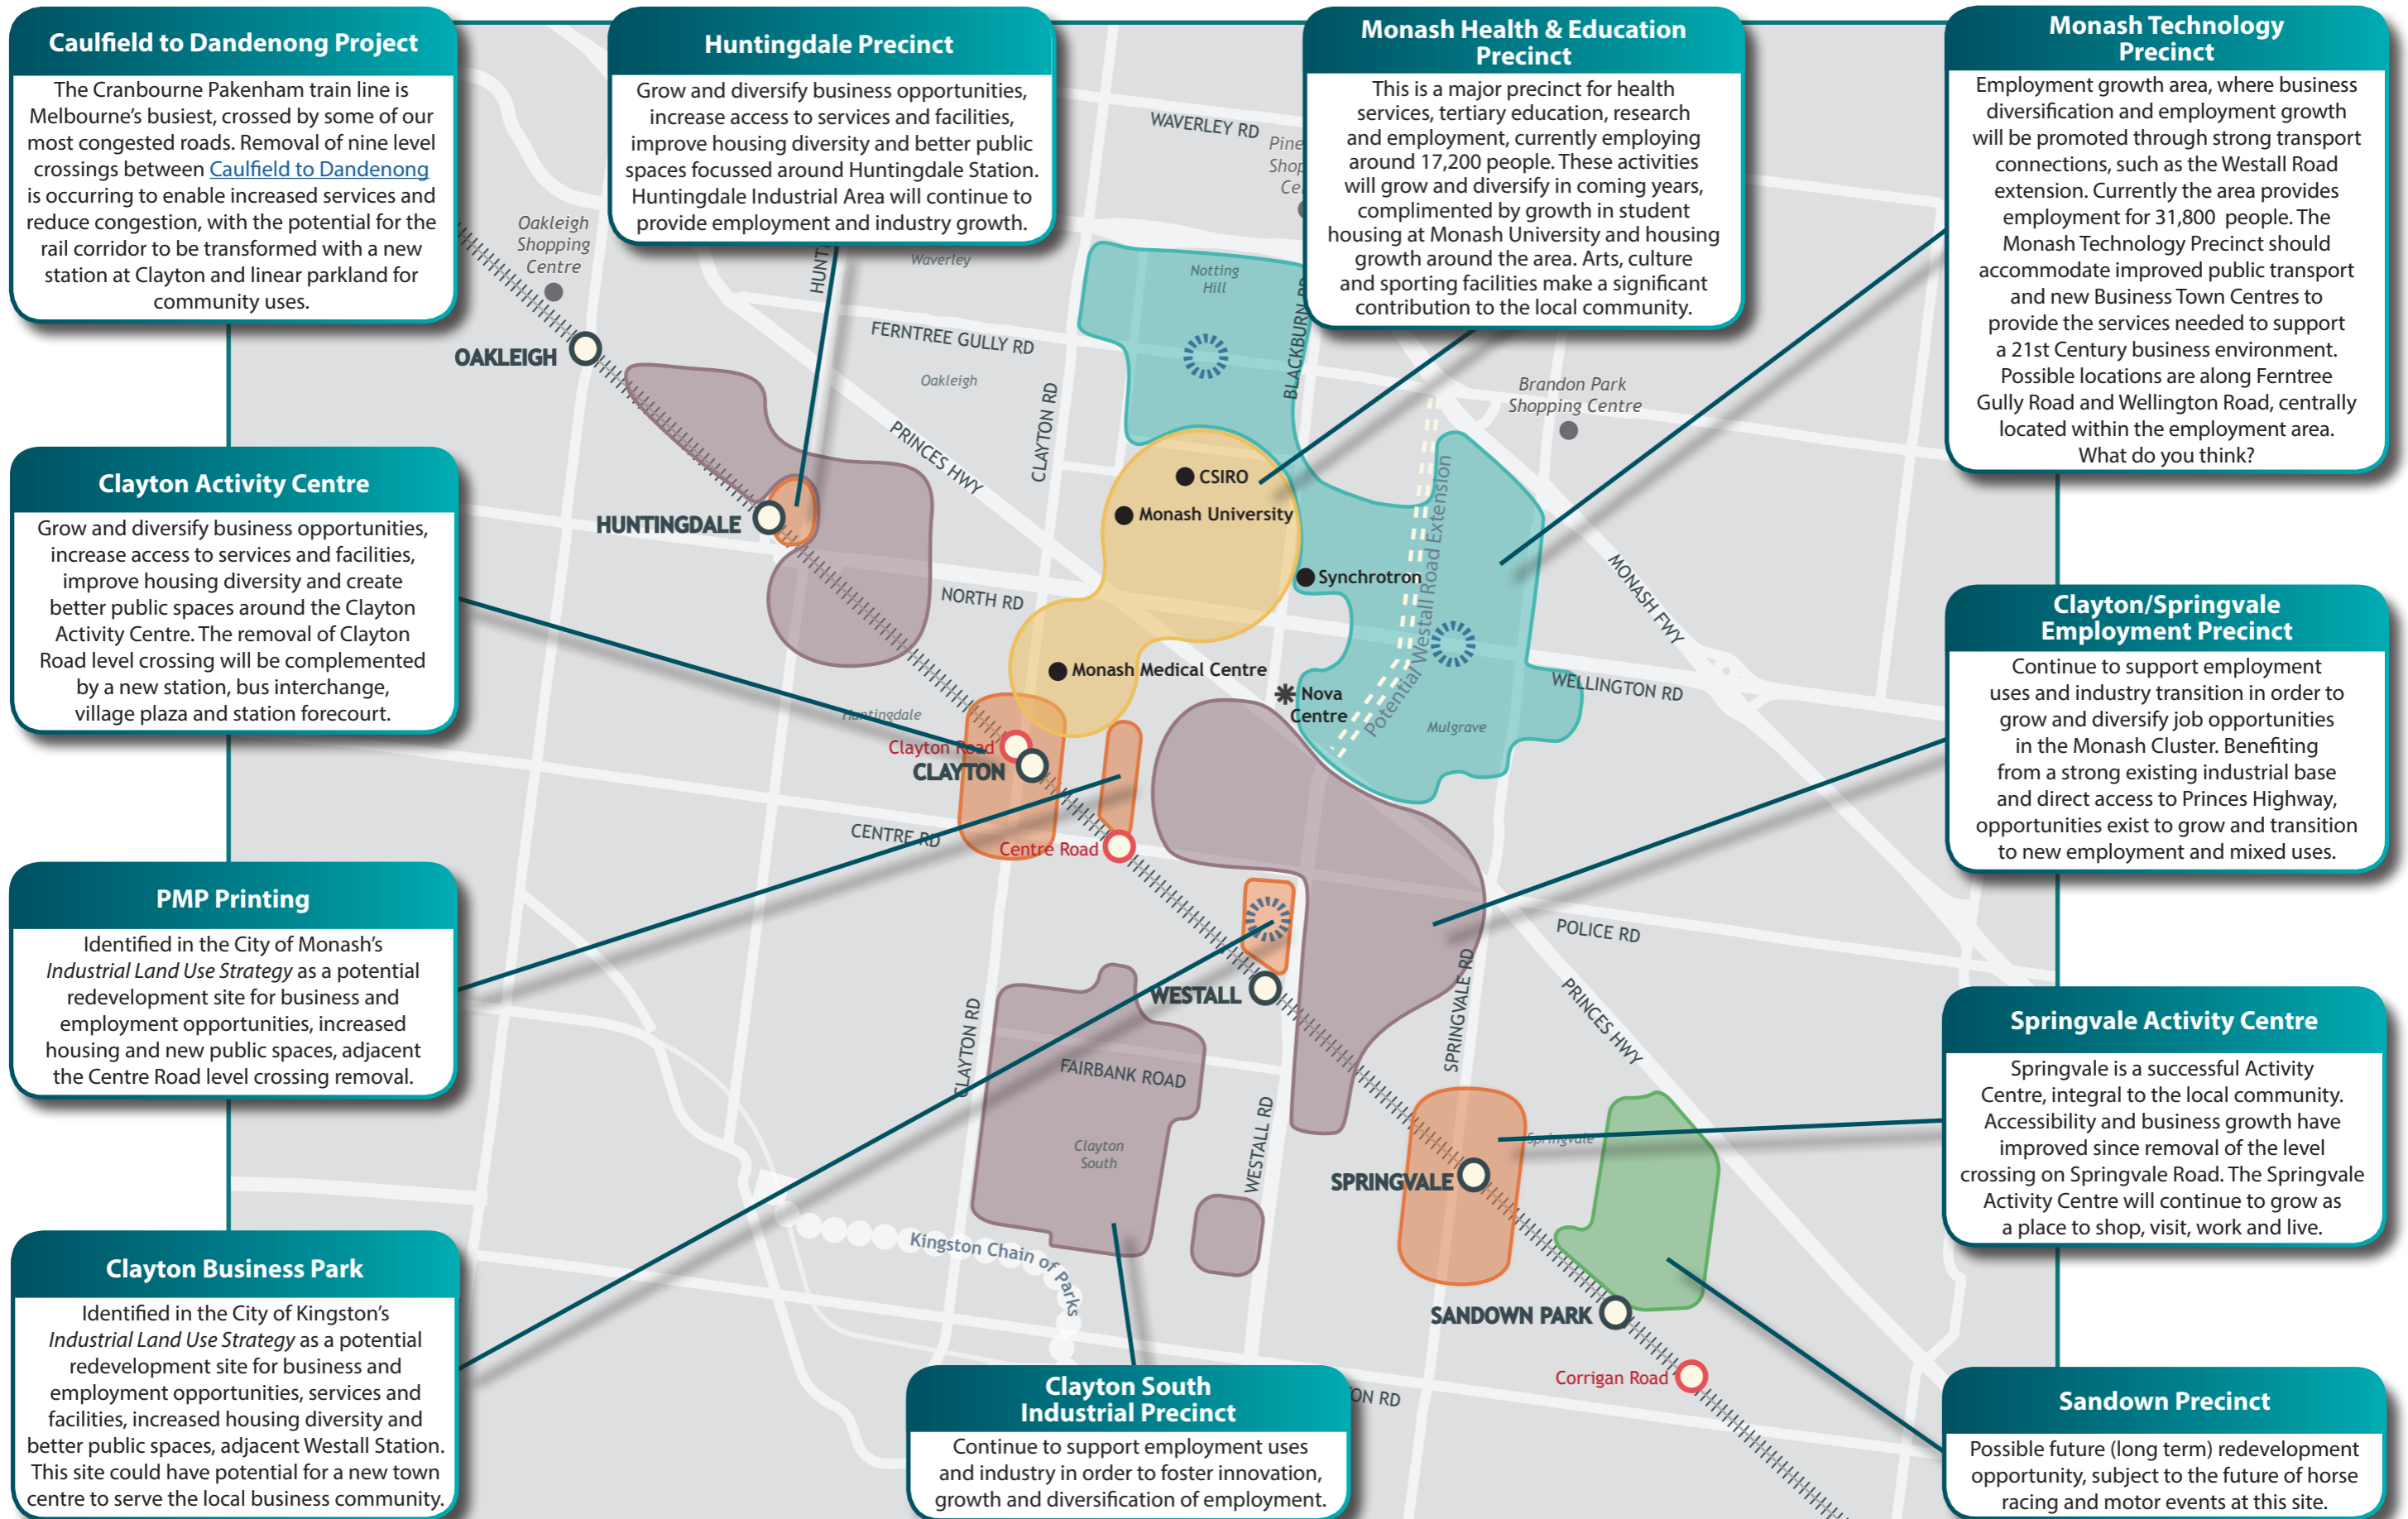 Caulfield to Dandenong Project
The Cranbourne Pakenham train line is
Melbourne's busiest, crossed by some of our
most congested roads. Removal of nine level
crossings between Caulfield to Dandenong
is occurring to enable increased services and
reduce congestion, with the potential for the
rail corridor to be transformed with a new
station at Clayton and linear parkland for
community uses.
Huntingdale Precinct
Grow and diversify business opportunities,
increase access to services and facilities,
improve housing diversity and better public
spaces focussed around Huntingdale Station.
Huntingdale Industrial Area will continue to
provide employment and industry growth.
Monash Health & Education
Precinct
This is a major precinct for health
services, tertiary education, research
and employment, currently employing
around 17,200 people. These activities
will grow and diversify in coming years,
complimented by growth in student
housing at Monash University and housing
growth around the area. Arts, culture
and sporting facilities make a significant
contribution to the local community.
Monash Technology
Precinct
Employment growth area, where business
diversification and employment growth
will be promoted through strong transport
connections, such as the Westall Road
extension. Currently the area provides
employment for 31,800 people. The
Monash Technology Precinct should
accommodate improved public transport
and new Business Town Centres to
provide the services needed to support
a 21st Century business environment.
Possible locations are along Ferntree
Gully Road and Wellington Road, centrally
located within the employment area.
What do you think?
Clayton Activity Centre
Grow and diversify business opportunities,
increase access to services and facilities,
improve housing diversity and create
better public spaces around the Clayton
Activity Centre. The removal of Clayton
Road level crossing will be complemented
by a new station, bus interchange,
village plaza and station forecourt.
Clayton/Springvale
Employment Precinct
Continue to support employment
uses and industry transition in order to
grow and diversify job opportunities
in the Monash Cluster. Benefiting
from a strong existing industrial base
and direct access to Princes Highway,
opportunities exist to grow and transition
to new employment and mixed uses.
PMP Printing
Identified in the City of Monash's
Industrial Land Use Strategy as a potential
redevelopment site for business and
employment opportunities, increased
housing and new public spaces, adjacent
the Centre Road level crossing removal.
Springvale Activity Centre
Springvale is a successful Activity
Centre, integral to the local community.
Accessibility and business growth have
improved since removal of the level
crossing on Springvale Road. The Springvale
Activity Centre will continue to grow as
a place to shop, visit, work and live.
Clayton Business Park
Identified in the City of Kingston's
Industrial Land Use Strategy as a potential
redevelopment site for business and
employment opportunities, services and
facilities, increased housing diversity and
better public spaces, adjacent Westall Station.
This site could have potential for a new town
centre to serve the local business community.
Clayton South
Industrial Precinct
Continue to support employment uses
and industry in order to foster innovation,
growth and diversification of employment.
Sandown Precinct
Possible future (long term) redevelopment
opportunity, subject to the future of horse
racing and motor events at this site.
WAVERLEY RD
Pine
Shop
Ce
Oakleigh
Shopping
Centre
HUNT
Waverley
Notting
Hill
BLACKBURN RD
FERNTREE GULLY RD
OAKLEIGH
Oakleigh
CLAYTON RD
Brandon Park
Shopping Centre
PRINCES HWY
CSIRO
Monash University
HUNTINGDALE
Potential Westall Road Extension
Synchrotron
MONASH FWY
NORTH RD
Monash Medical Centre
Nova
Centre
WELLINGTON RD
Mulgrave
Huntingdale
Clayton Road
CLAYTON
CENTRE RD
Centre Road
POLICE RD
WESTALL
SPRINGVALE RD
PRINCES HWY
CLAYTON RD
FAIRBANK ROAD
WESTALL RD
Clayton
South
Springvale
SPRINGVALE
Kingston Chain of Parks
SANDOWN PARK
Corrigan Road
ON RD